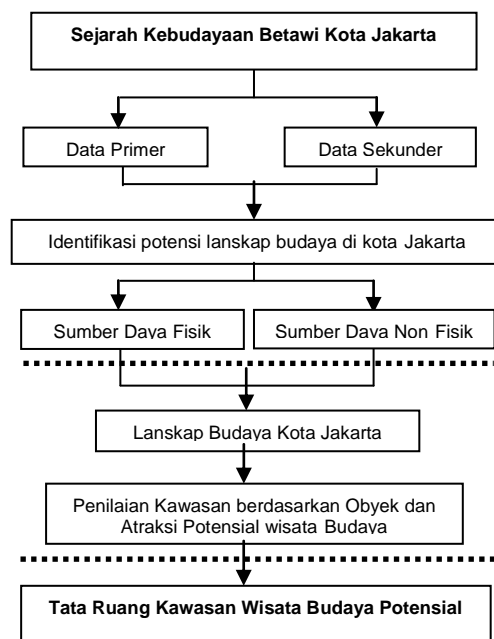 Sejarah Kebudayaan Betawi Kota Jakarta
Data Primer
Data Sekunder
Identifikasi potensi lanskap budaya di kota Jakarta
Sumber Daya Fisik
Sumber Daya Non Fisik
Lanskap Budaya Kota Jakarta
Penilaian Kawasan berdasarkan Obyek dan
Atraksi Potensial wisata Budaya
Tata Ruang Kawasan Wisata Budaya Potensial